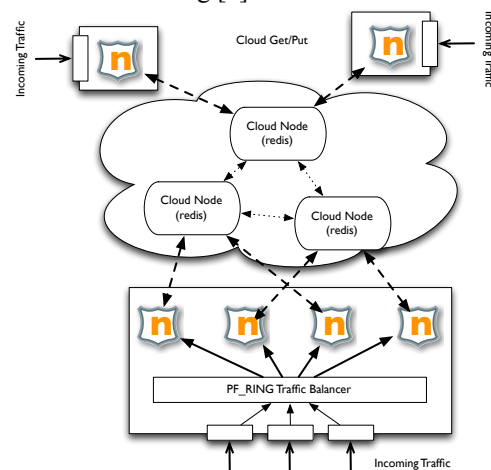 Incoming Traffic
n
Cloud Get/Put
n
Incoming Traffic
Cloud Node
(redis)
Cloud Node
(redis)
Cloud Node
(redis)
n
n
n
n
PF_RING Traffic Balancer
Incoming Traffic